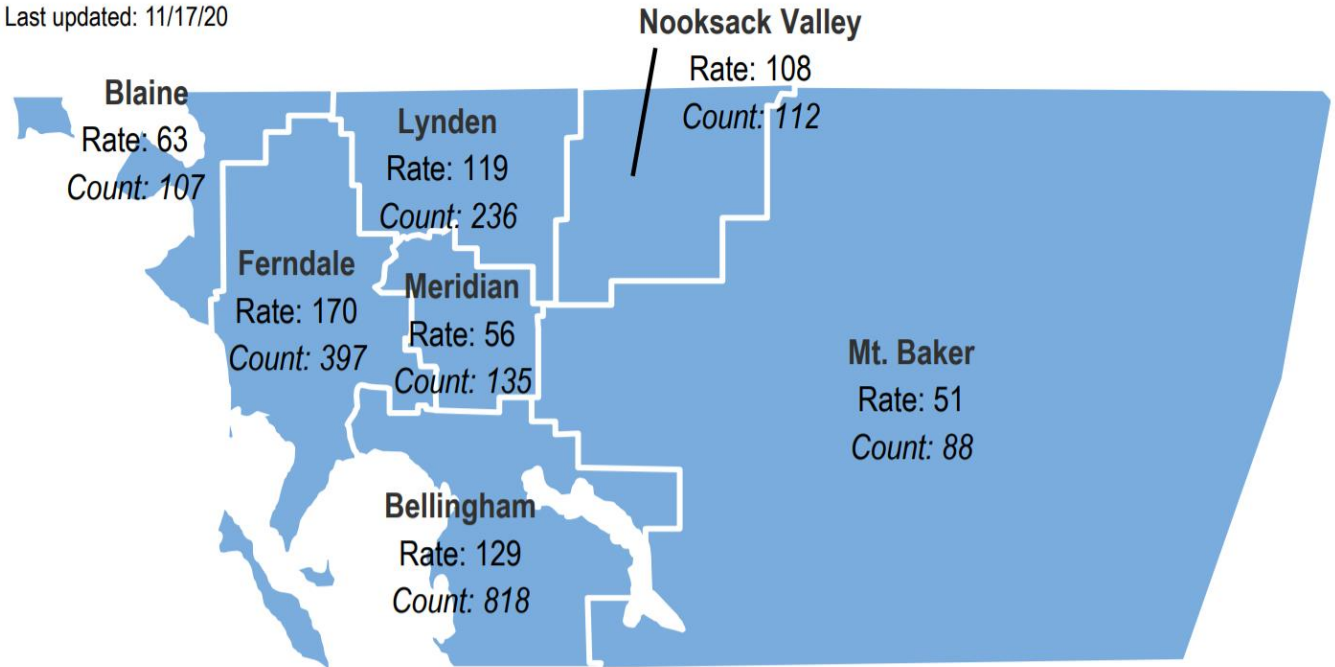 Last updated: 11/17/20
Nooksack Valley
Rate: 108
Count: 112
Blaine
Rate: 63
Count: 107
Lynden
Rate: 119
Count: 236
Ferndale
Rate: 170
Count: 397
Meridian
Rate: 56
Count: 135
Mt. Baker
Rate: 51
Count: 88
Bellingham
Rate: 129
Count: 818